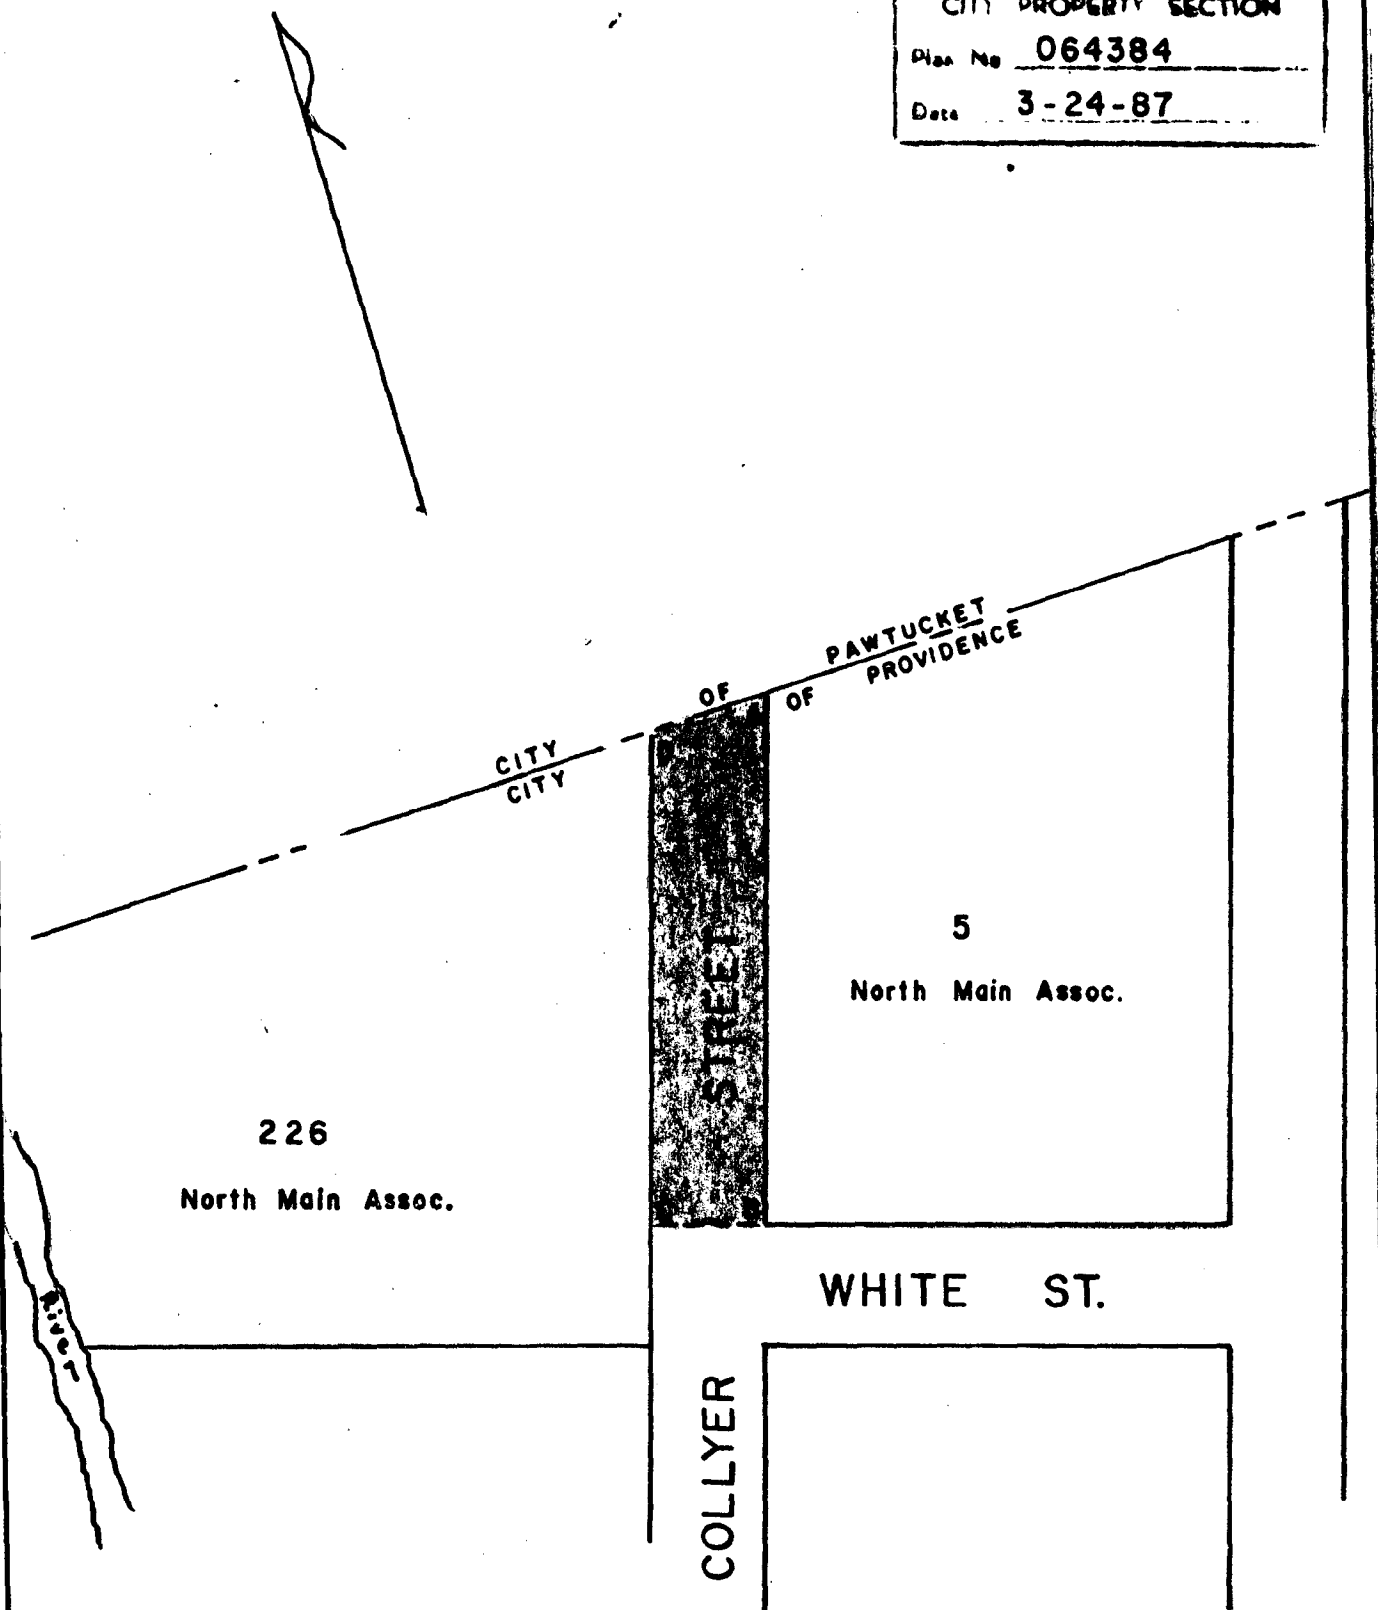 CITY PROPERTY SECTION
Plan No 064384
Date 3-24-87
CITY OF PAWTUCKET
CITY OF PROVIDENCE
D
A
5
North Main Assoc.
STREET
226
North Main Assoc.
B
WHITE ST.
River
COLLYER